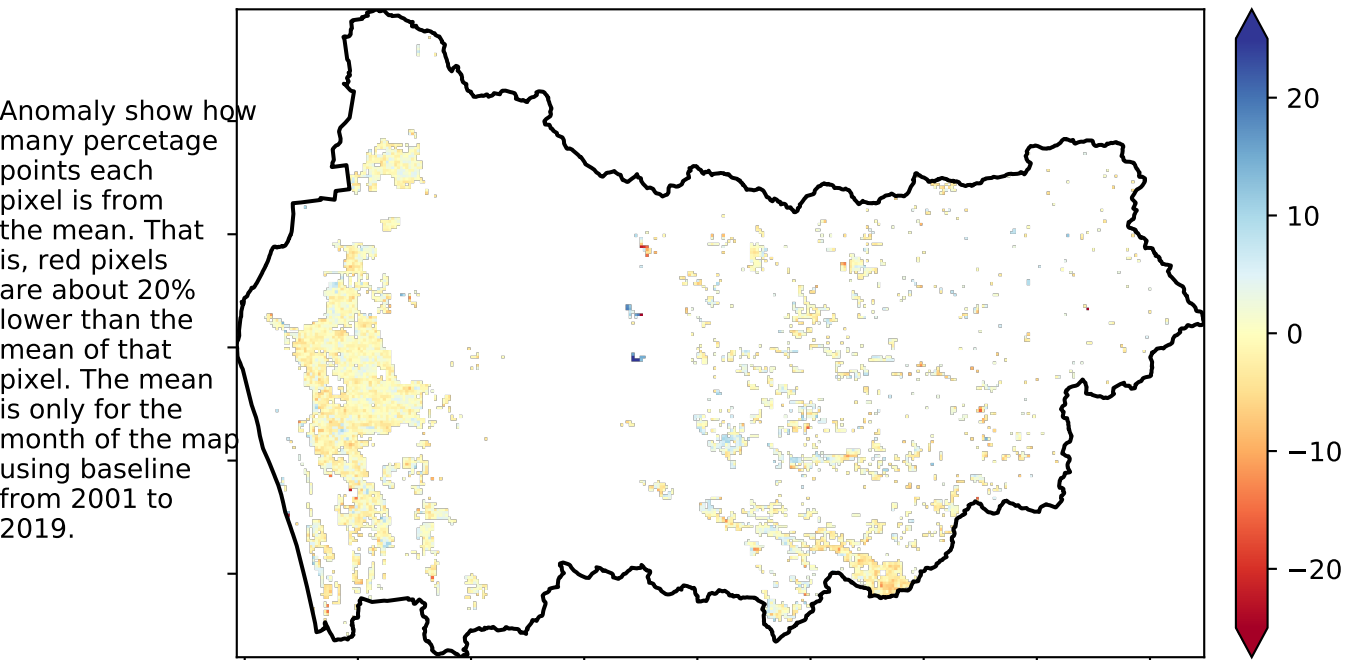 Anomaly show how
many percetage
points each
pixel is from
the mean. That
is, red pixels
are about 20%
lower than the
mean of that
pixel. The mean
is only for the
month of the map
using baseline
from 2001 to
2019.
20
10
0
−10
−20